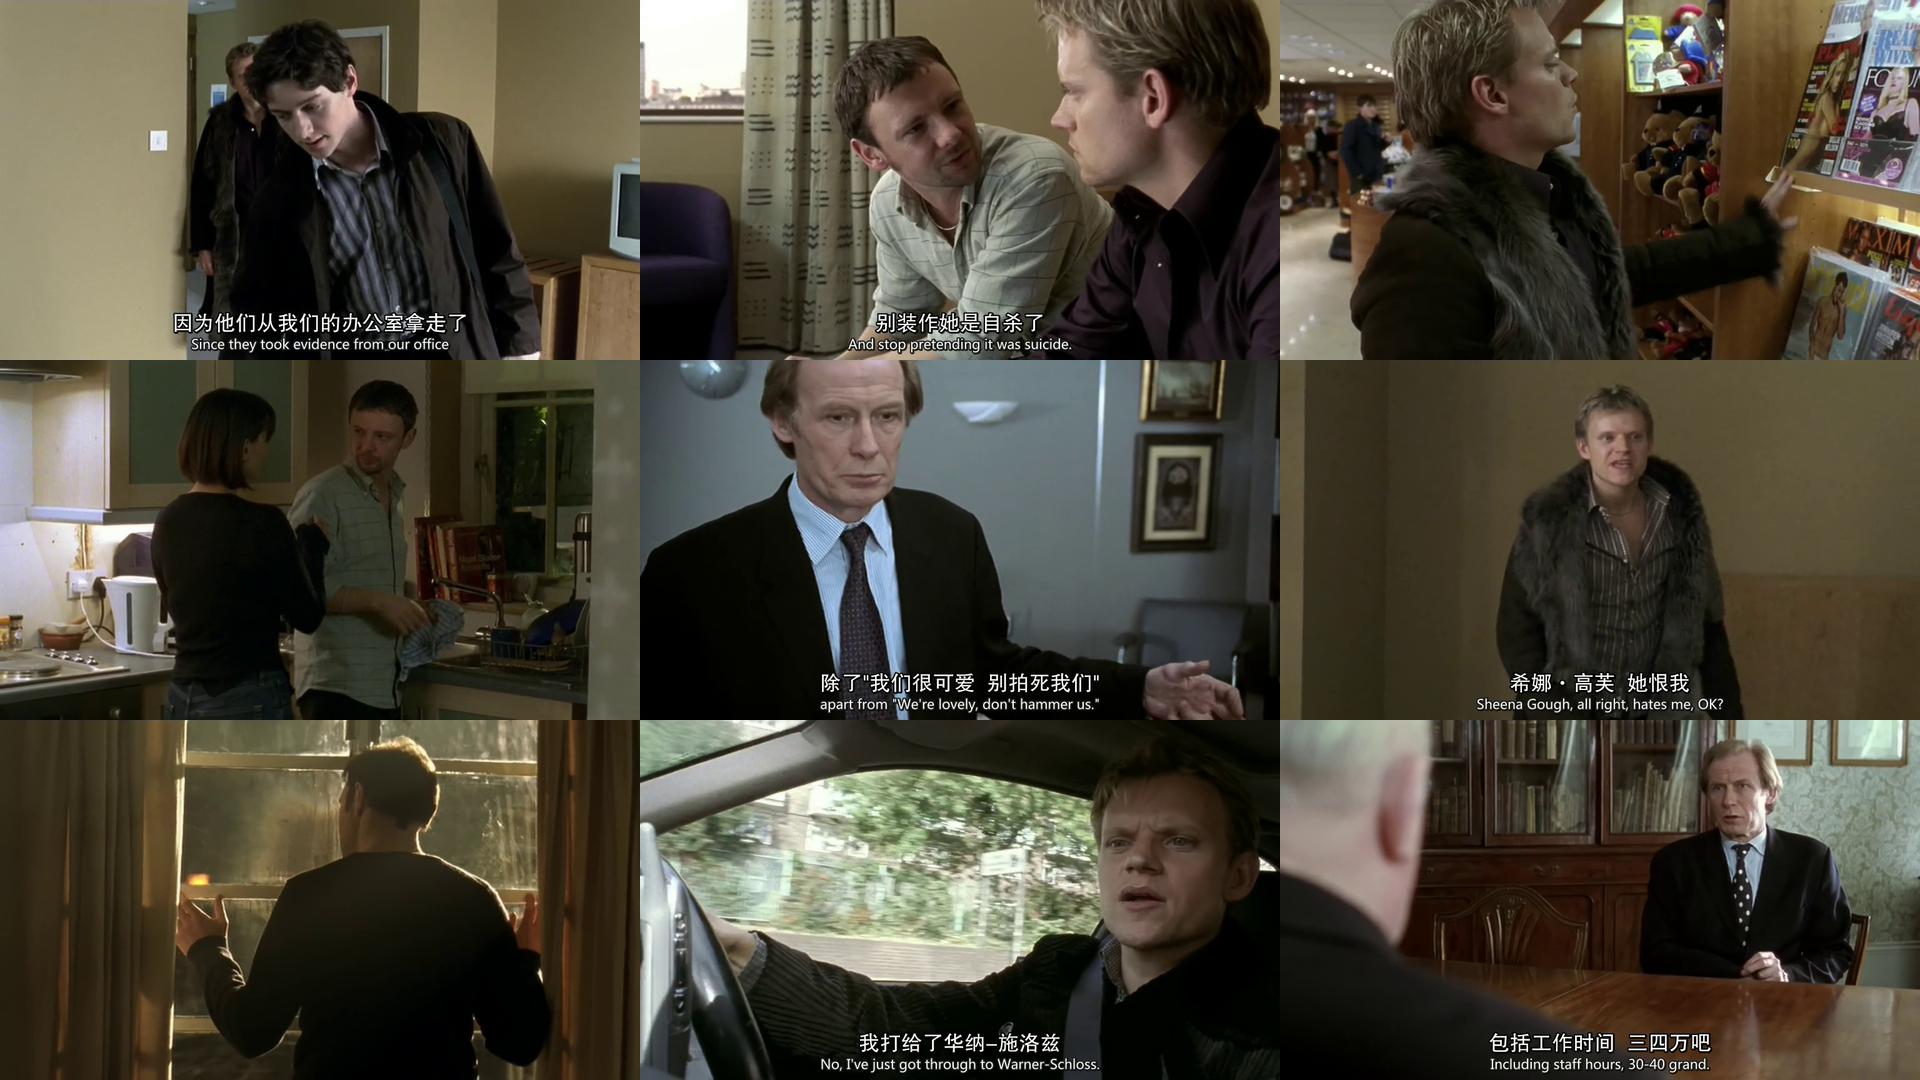 因为他们从我们的办公室拿走了
Since they took evidence from our office
别装作她是自杀了
And stop pretending it was suicide.
MAXIM
除了"我们很可爱 别拍死我们"
apart from "We're lovely, don't hammer us."
希娜·高芙 她恨我
Sheena Gough, all right, hates me, OK?
我打给了华纳–施洛兹
No, I've just got through to Warner-Schloss.
包括工作时间 三四万吧
Including staff hours, 30-40 grand.